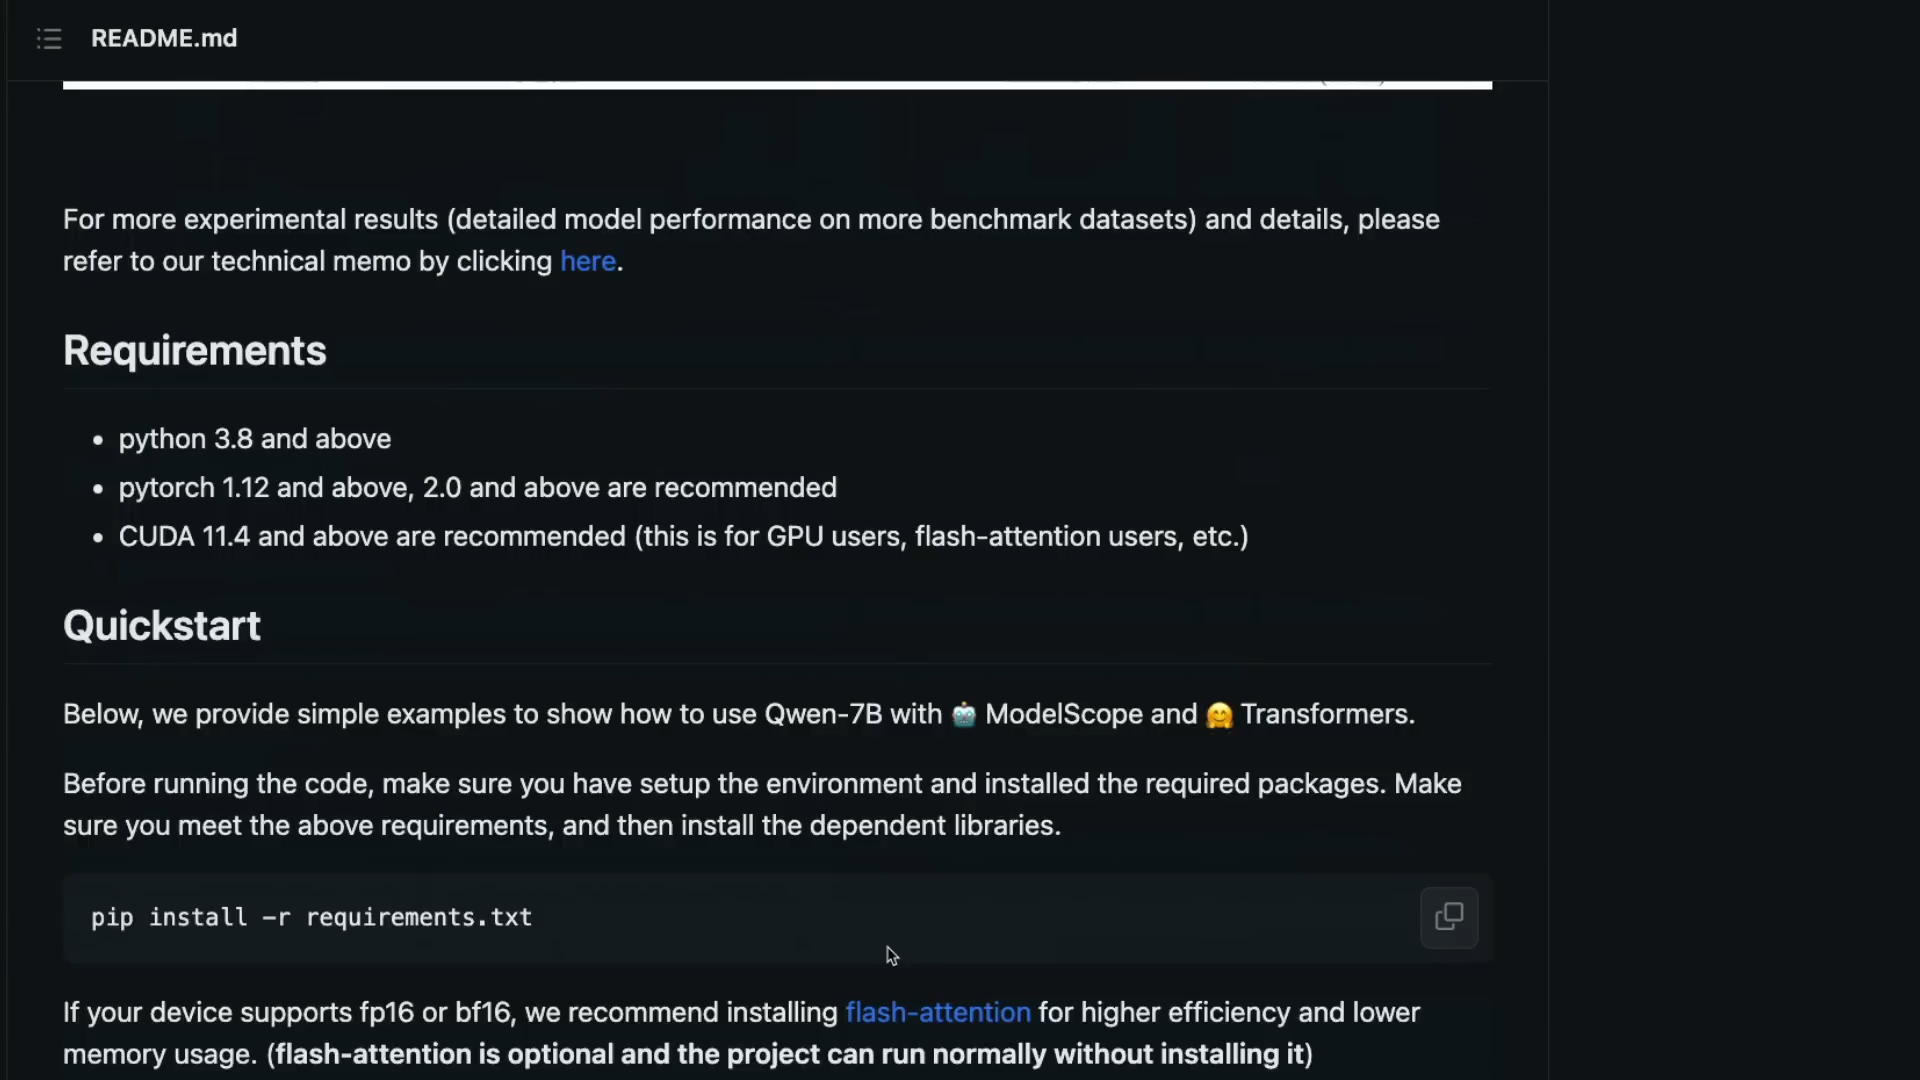 README.md
For more experimental results (detailed model performance on more benchmark datasets) and details, please
refer to our technical memo by clicking here.
Requirements
• python 3.8 and above
• pytorch 1.12 and above, 2.0 and above are recommended
• CUDA 11.4 and above are recommended (this is for GPU users, flash-attention users, etc.)
Quickstart
Below, we provide simple examples to show how to use Qwen-7B with 🤖 ModelScope and 🤗 Transformers.
Before running the code, make sure you have setup the environment and installed the required packages. Make
sure you meet the above requirements, and then install the dependent libraries.
pip install -r requirements.txt
If your device supports fp16 or bf16, we recommend installing flash-attention for higher efficiency and lower
memory usage. (flash-attention is optional and the project can run normally without installing it)